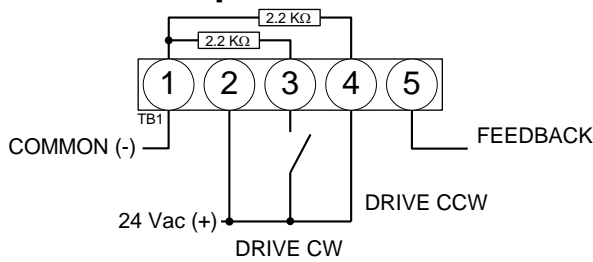 2.2 KΩ
2.2 KΩ
1 2 3 4 5
TB1
COMMON (-)
FEEDBACK
DRIVE CCW
24 Vac (+)
DRIVE CW